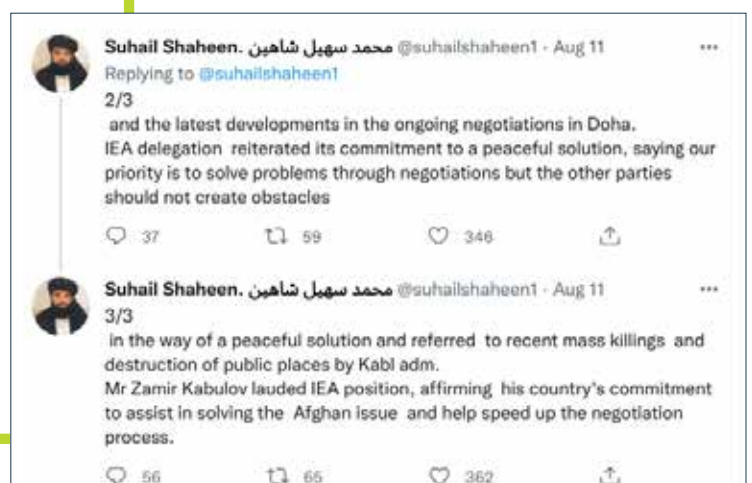 Suhail Shaheen. محمد سهیل شاهین @suhailshaheen1 · Aug 11
Replying to @suhailshaheen1
2/3
and the latest developments in the ongoing negotiations in Doha.
IEA delegation reiterated its commitment to a peaceful solution, saying our
priority is to solve problems through negotiations but the other parties
should not create obstacles
37 59 346
Suhail Shaheen. محمد سهیل شاهین @suhailshaheen1 · Aug 11
3/3
in the way of a peaceful solution and referred to recent mass killings and
destruction of public places by Kabl adm.
Mr Zamir Kabulov lauded IEA position, affirming his country's commitment
to assist in solving the Afghan issue and help speed up the negotiation
process.
56 65 362